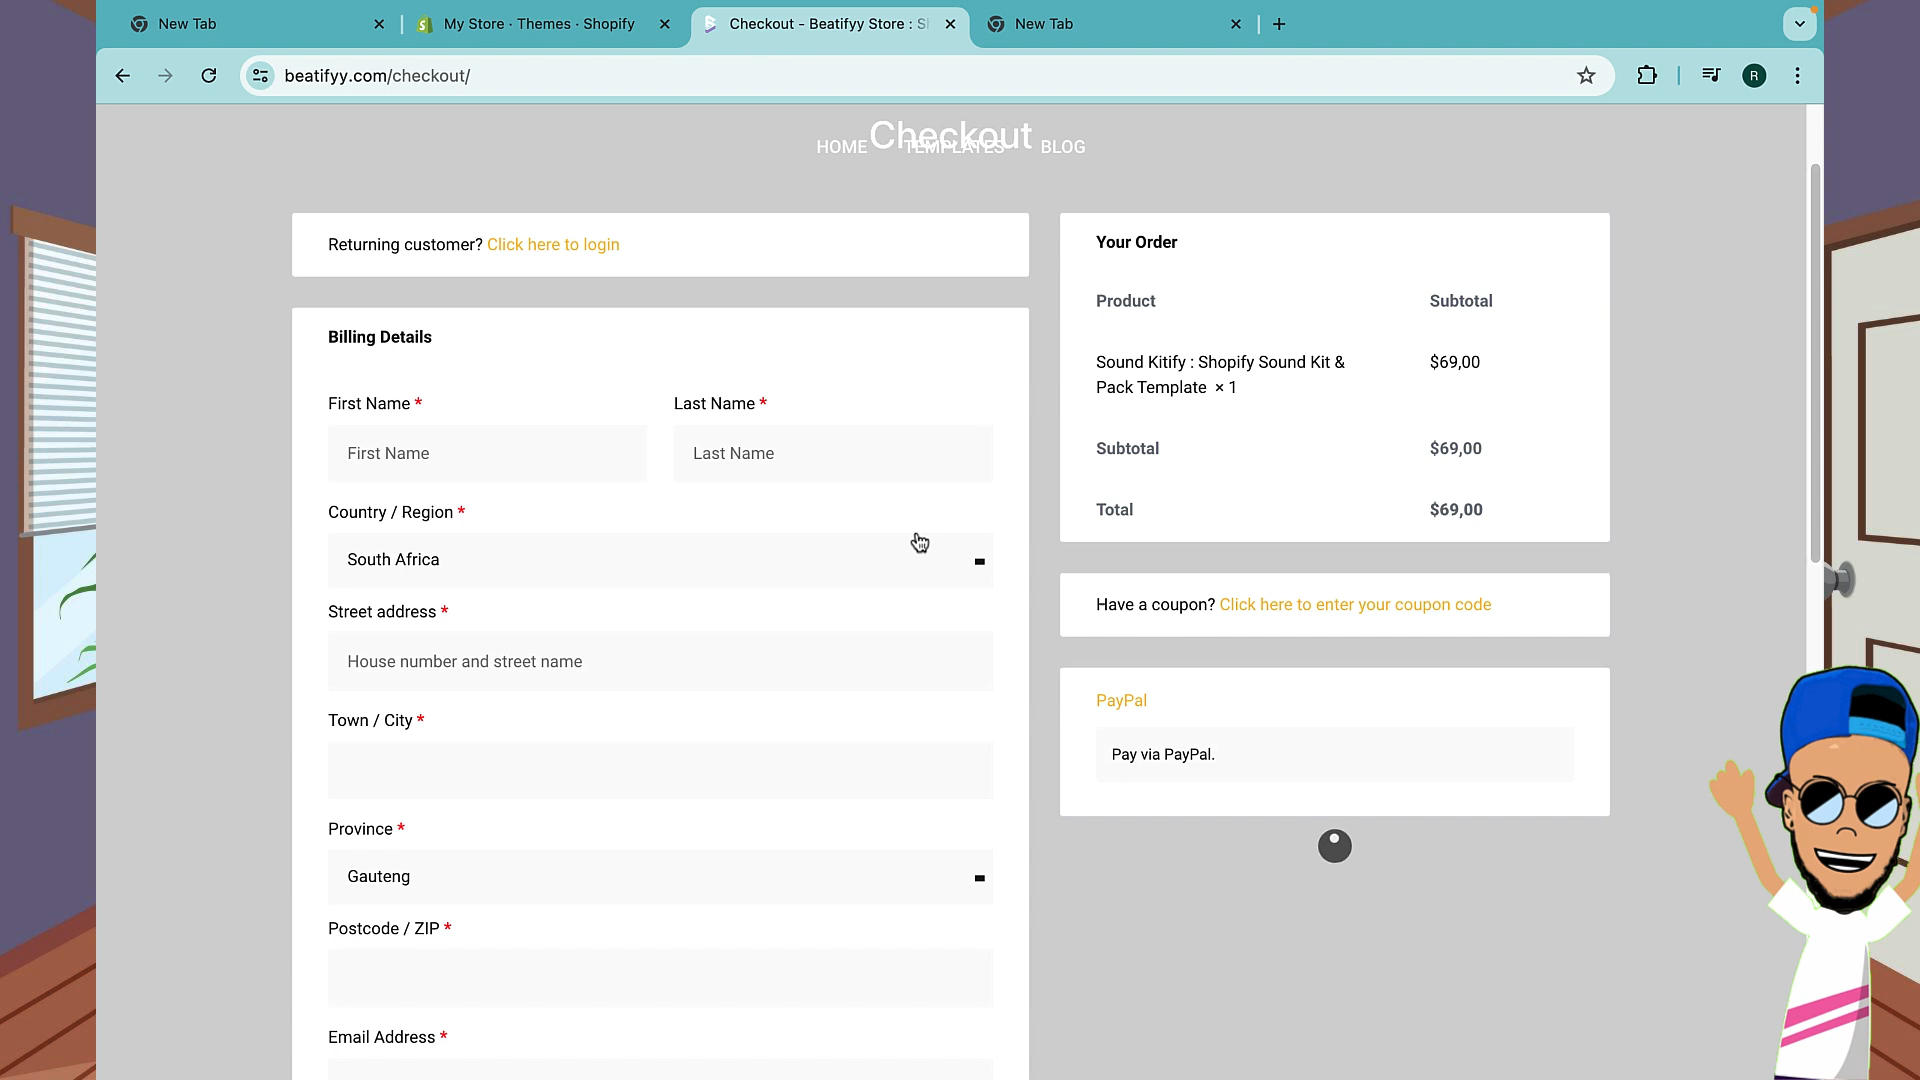 New Tab
My Store · Themes · Shopify
Checkout - Beatifyy Store : S
New Tab
beatifyy.com/checkout/
R
Checkout
HOME TEMPLATES BLOG
Returning customer? Click here to login
Billing Details
First Name *
Last Name *
First Name
Last Name
Country / Region *
South Africa
Street address *
House number and street name
Town / City *
Province *
Gauteng
Postcode / ZIP *
Email Address *
Your Order
Product Subtotal
Sound Kitify : Shopify Sound Kit & $69,00
Pack Template × 1
Subtotal $69,00
Total $69,00
Have a coupon? Click here to enter your coupon code
PayPal
Pay via PayPal.